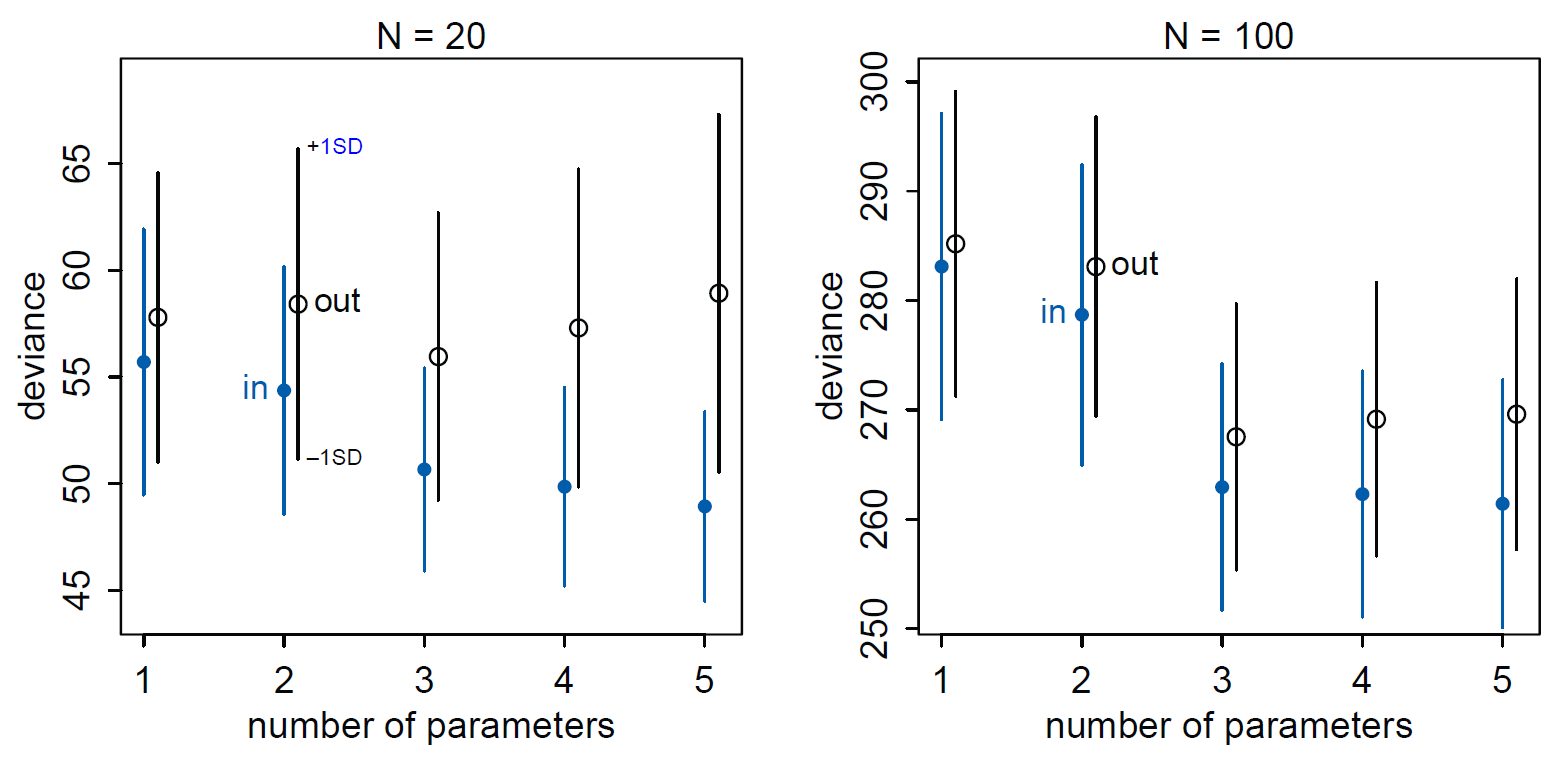 N = 20
deviance
65
60
55
50
45
+1SD
out
in
–1SD
1 2 3 4 5
number of parameters
N = 100
deviance
300
290
280
270
260
250
out
in
1 2 3 4 5
number of parameters